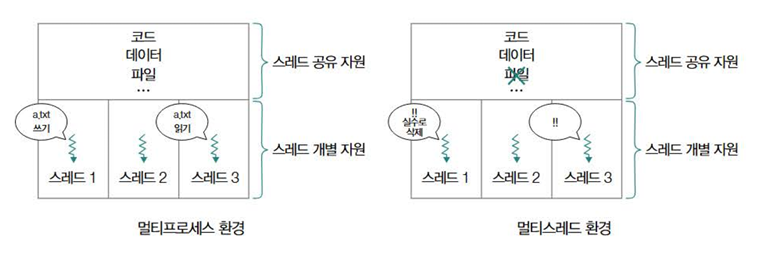 코드
데이터
파일
...
스레드 공유 자원
a.txt
쓰기
a.txt
읽기
스레드 개별 자원
스레드 1
스레드 2
스레드 3
멀티프로세스 환경
코드
데이터
파일
...
스레드 공유 자원
!!
실수로
삭제
!!
스레드 개별 자원
스레드 1
스레드 2
스레드 3
멀티스레드 환경